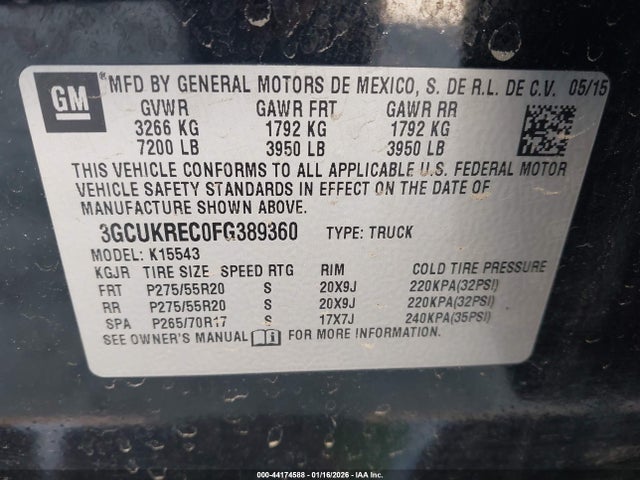 GM
®
MFD BY GENERAL MOTORS DE MEXICO, S. DE R.L. DE C.V. 05/15
GVWR GAWR FRT GAWR RR
3266 KG 1792 KG 1792 KG
7200 LB 3950 LB 3950 LB
THIS VEHICLE CONFORMS TO ALL APPLICABLE U.S. FEDERAL MOTOR
VEHICLE SAFETY STANDARDS IN EFFECT ON THE DATE OF
MANUFACTURE SHOWN ABOVE.
3GCUKREC0FG389360 TYPE: TRUCK
MODEL: K15543
KGJR TIRE SIZE SPEED RTG RIM COLD TIRE PRESSURE
FRT P275/55R20 S 20X9J 220KPA(32PSI)
RR P275/55R20 S 20X9J 220KPA(32PSI)
SPA P265/70R17 S 17X7J 240KPA(35PSI)
SEE OWNER'S MANUAL FOR MORE INFORMATION.
000-44174588 - 01/16/2026 - IAAI.COM